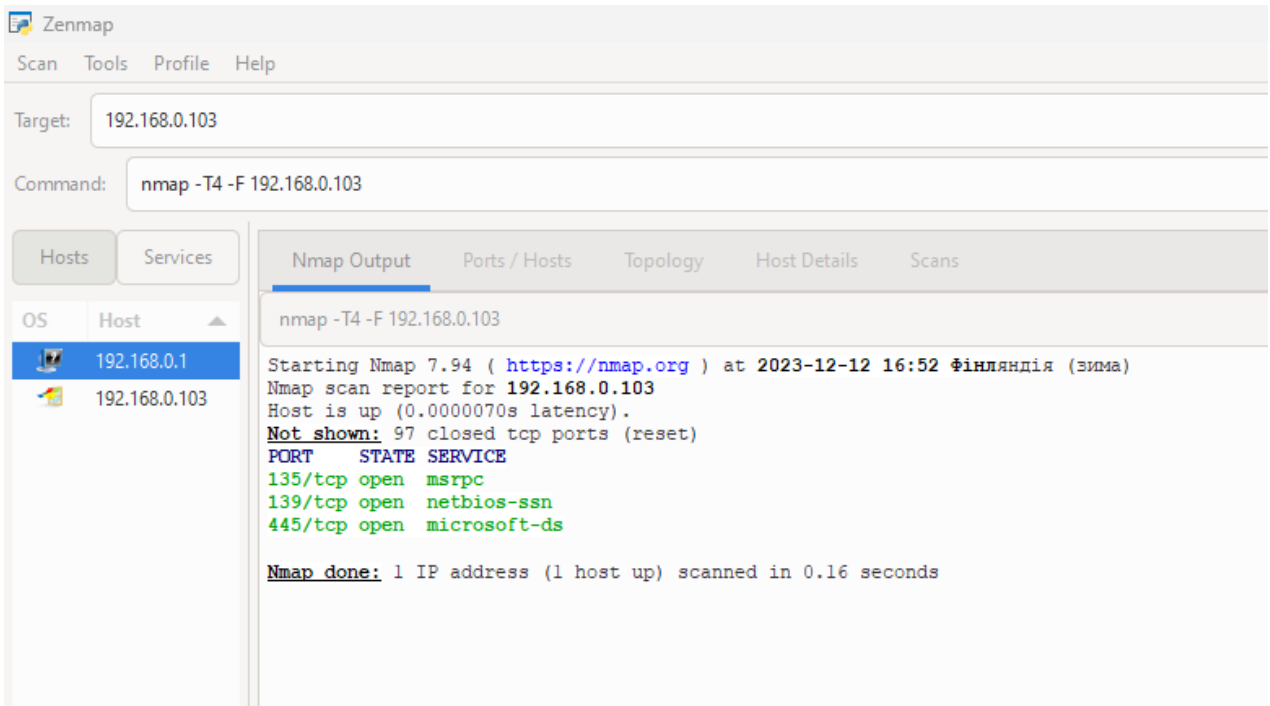 Zenmap
Scan Tools Profile Help
Target: 192.168.0.103
Command: nmap -T4 -F 192.168.0.103
Hosts Services
Nmap Output Ports / Hosts Topology Host Details Scans
OS Host
nmap -T4 -F 192.168.0.103
192.168.0.1
192.168.0.103
Starting Nmap 7.94 ( https://nmap.org ) at 2023-12-12 16:52 Фінляндія (зима)
Nmap scan report for 192.168.0.103
Host is up (0.0000070s latency).
Not shown: 97 closed tcp ports (reset)
PORT STATE SERVICE
135/tcp open msrpc
139/tcp open netbios-ssn
445/tcp open microsoft-ds
Nmap done: 1 IP address (1 host up) scanned in 0.16 seconds